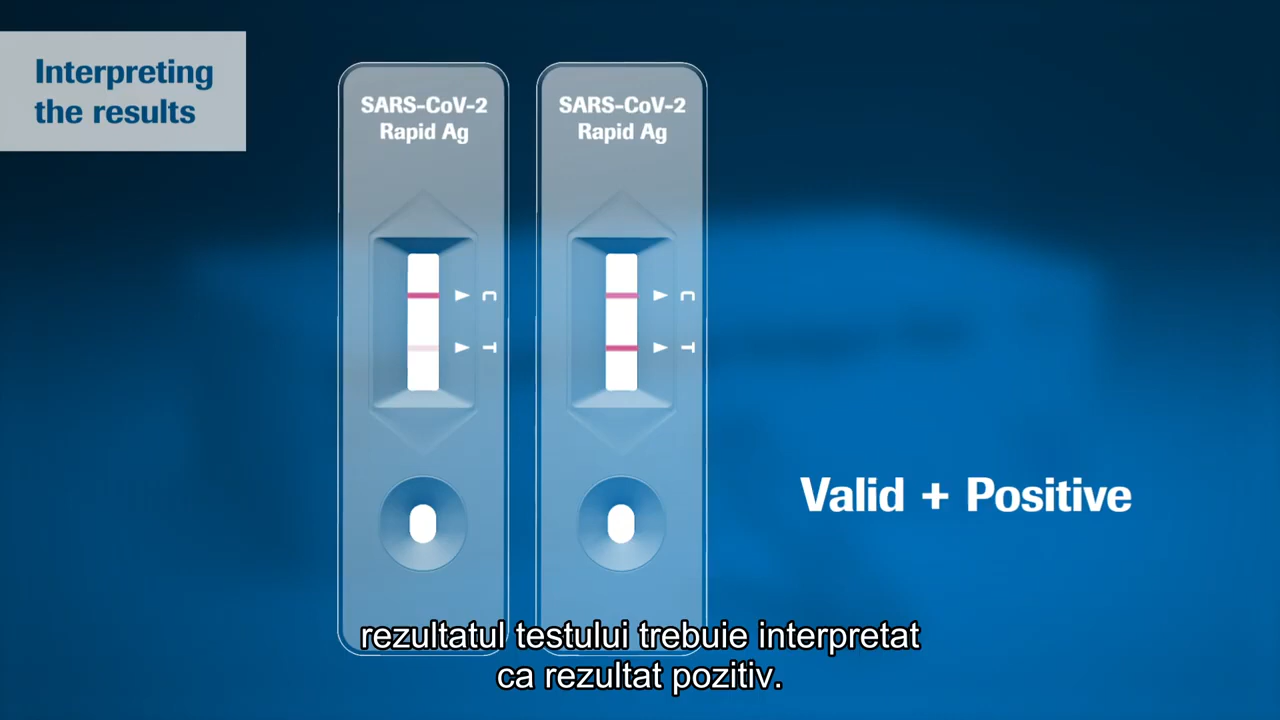 Interpreting
the results
SARS-CoV-2
Rapid Ag
C
T
SARS-CoV-2
Rapid Ag
C
T
Valid + Positive
rezultatul testului trebuie interpretat
ca rezultat pozitiv.